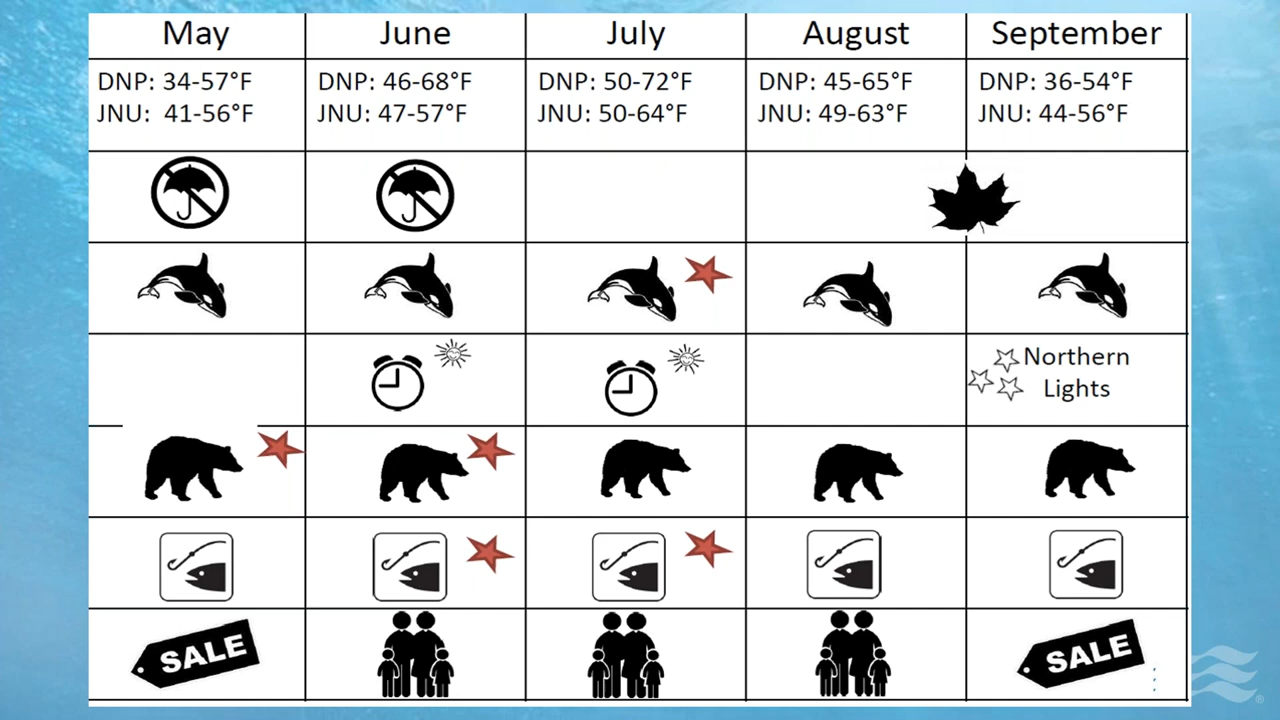 May
June
July
August
September
DNP: 34-57°F
JNU: 41-56°F
DNP: 46-68°F
JNU: 47-57°F
DNP: 50-72°F
JNU: 50-64°F
DNP: 45-65°F
JNU: 49-63°F
DNP: 36-54°F
JNU: 44-56°F
Northern
Lights
SALE
SALE
®